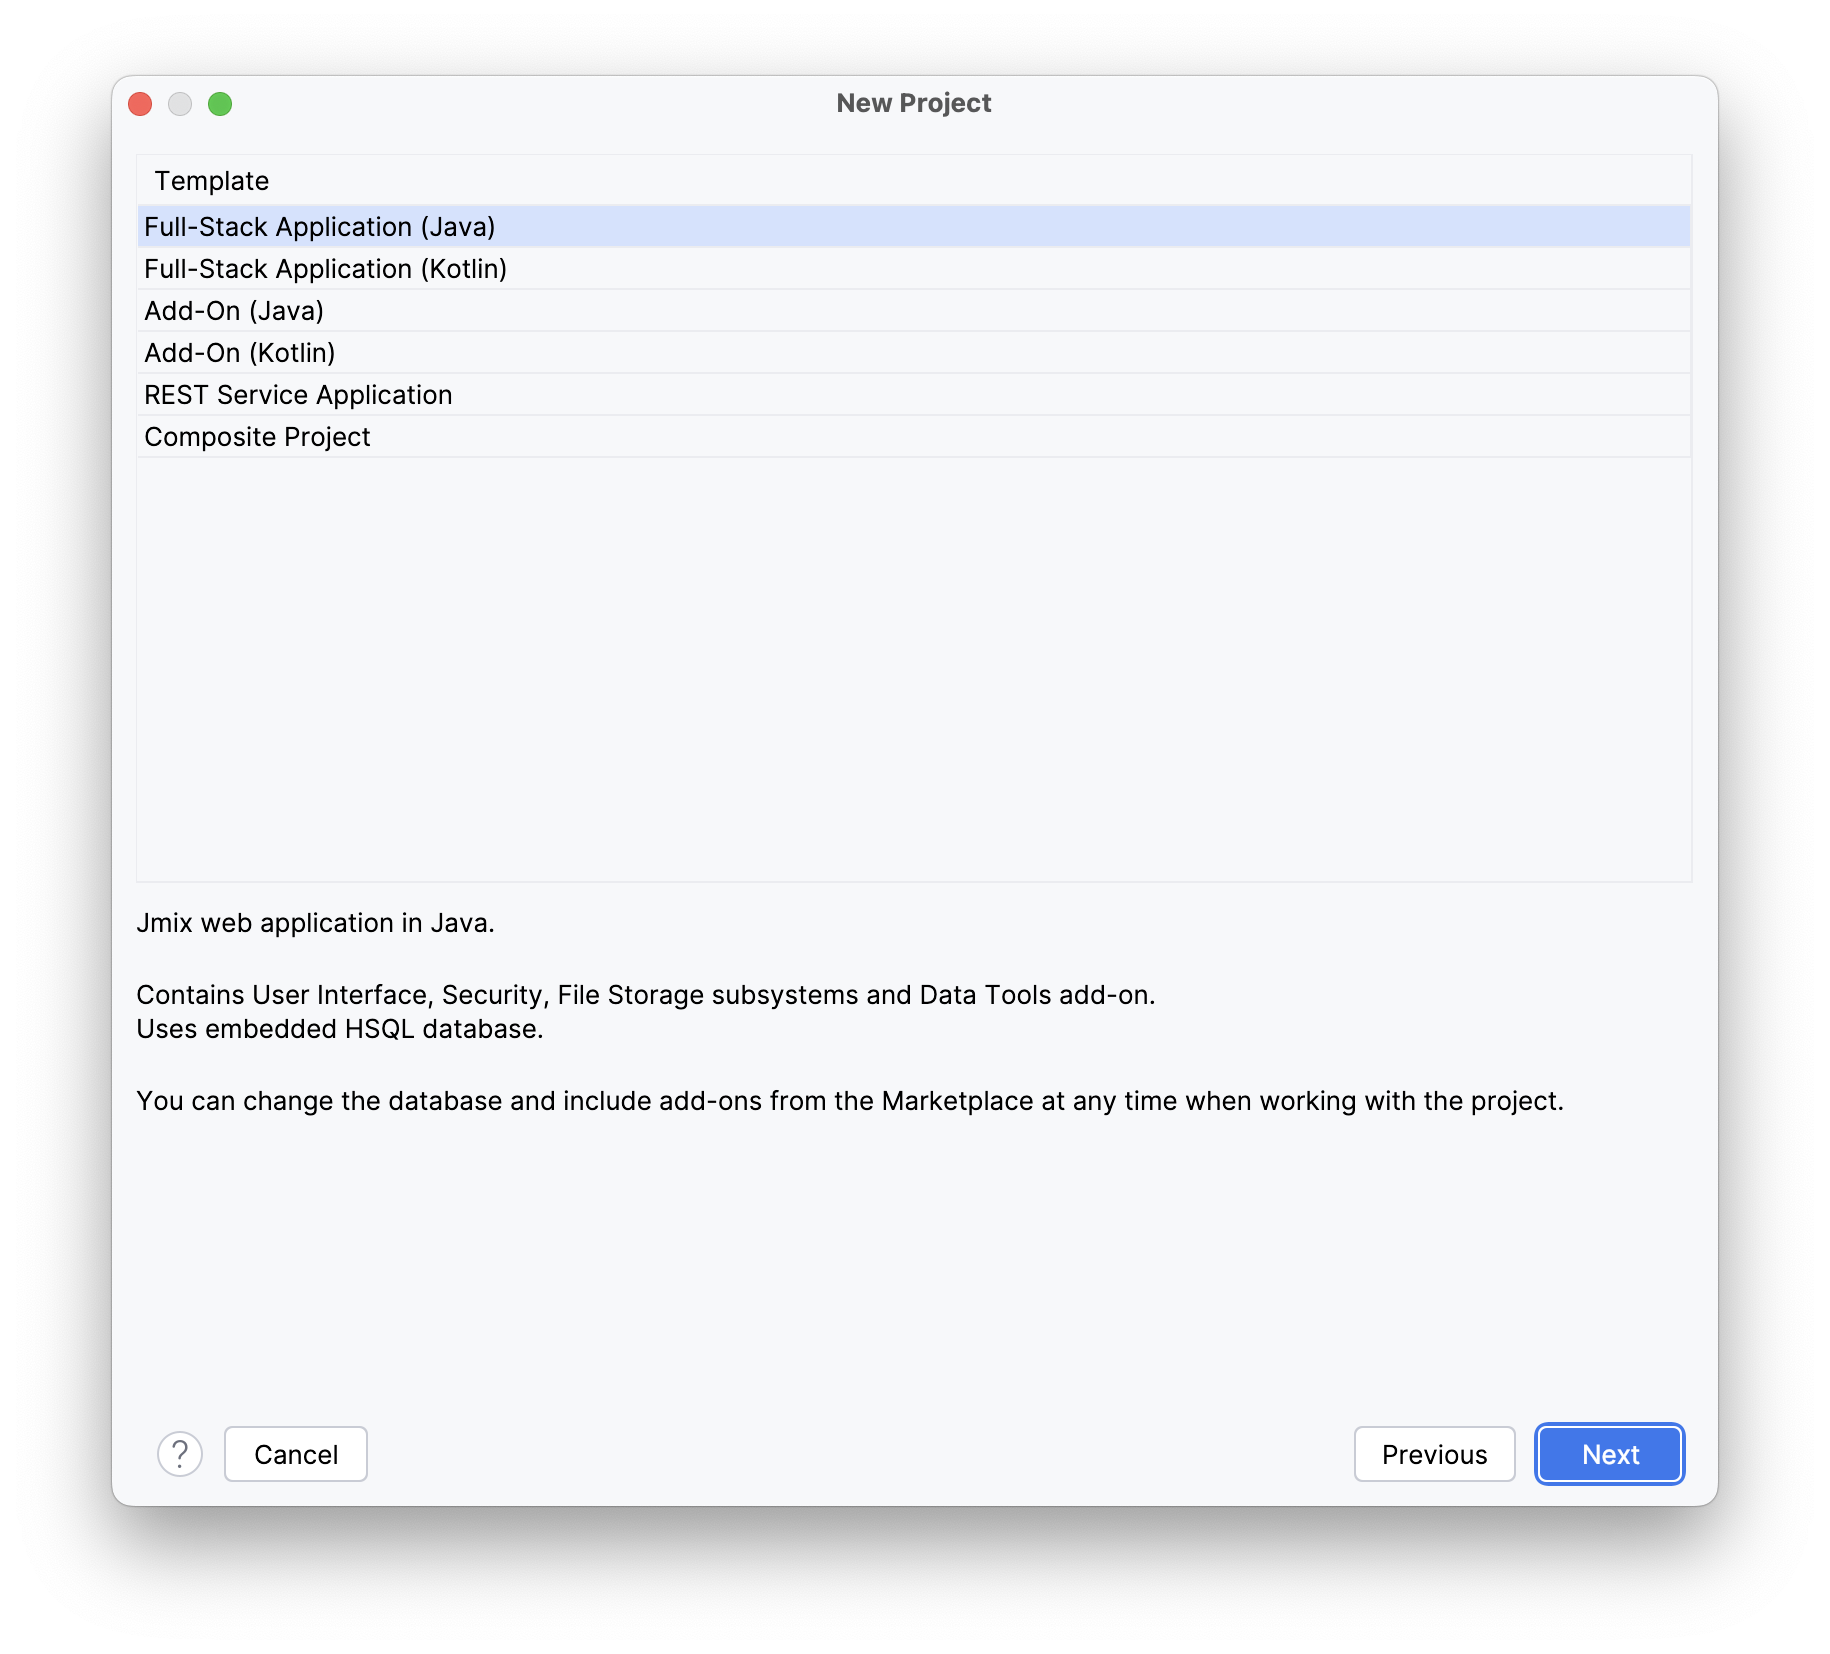 New Project
Template
Full-Stack Application (Java)
Full-Stack Application (Kotlin)
Add-On (Java)
Add-On (Kotlin)
REST Service Application
Composite Project
Jmix web application in Java.
Contains User Interface, Security, File Storage subsystems and Data Tools add-on.
Uses embedded HSQL database.
You can change the database and include add-ons from the Marketplace at any time when working with the project.
? Cancel Previous Next